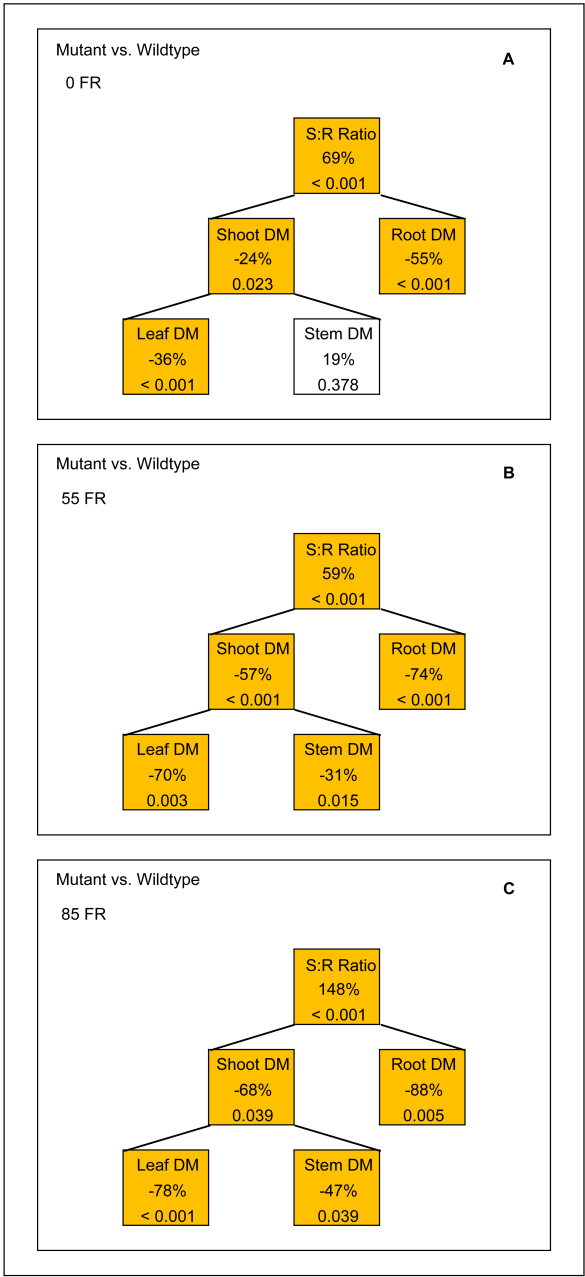 Mutant vs. Wildtype
A
0 FR
S:R Ratio
69%
< 0.001
Shoot DM
-24%
0.023
Root DM
-55%
< 0.001
Leaf DM
-36%
< 0.001
Stem DM
19%
0.378
Mutant vs. Wildtype
B
55 FR
S:R Ratio
59%
< 0.001
Shoot DM
-57%
< 0.001
Root DM
-74%
< 0.001
Leaf DM
-70%
0.003
Stem DM
-31%
0.015
Mutant vs. Wildtype
C
85 FR
S:R Ratio
148%
< 0.001
Shoot DM
-68%
0.039
Root DM
-88%
0.005
Leaf DM
-78%
< 0.001
Stem DM
-47%
0.039